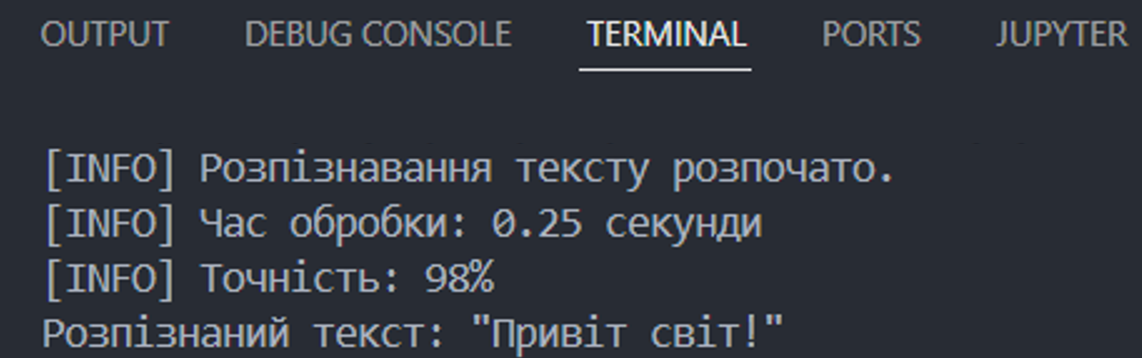 OUTPUT DEBUG CONSOLE TERMINAL PORTS JUPYTER
[INFO] Розпізнавання тексту розпочато.
[INFO] Час обробки: 0.25 секунди
[INFO] Точність: 98%
Розпізнаний текст: "Привіт світ!"